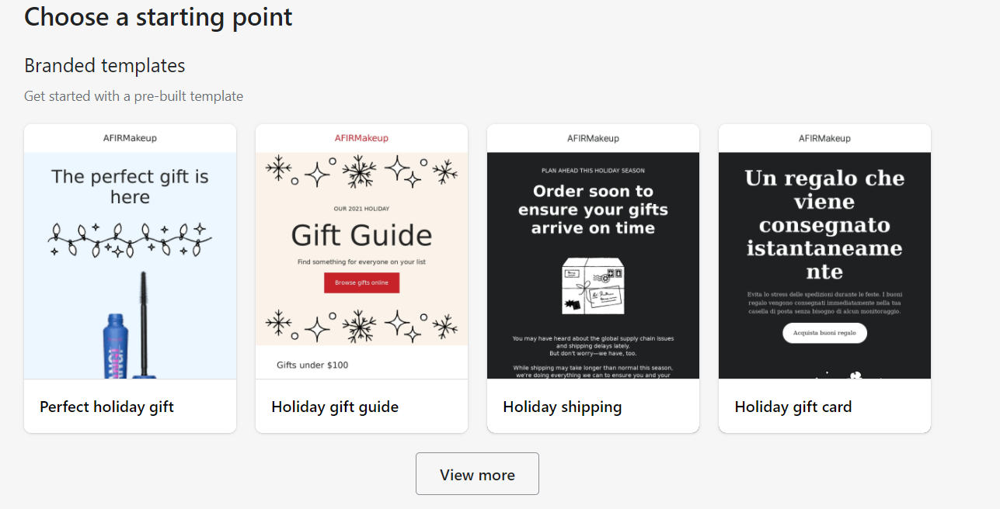 Choose a starting point
Branded templates
Get started with a pre-built template
AFIRMakeup
The perfect gift is
here
Perfect holiday gift
AFIRMakeup
OUR 2021 HOLIDAY
Gift Guide
Find something for everyone on your list
Browse gifts online
Gifts under $100
Holiday gift guide
AFIRMakeup
PLAN AHEAD THIS HOLIDAY SEASON
Order soon to
ensure your gifts
arrive on time
You may have heard about the global supply chain issues
and shipping delays lately.
But don't worry—we have, too.
While shipping may take longer than normal this season,
we're doing everything we can to ensure you and your
Holiday shipping
AFIRMakeup
Un regalo che
viene
consegnato
istantaneame
nte
Evita lo stress delle spedizioni durante le feste. I buoni
regalo vengono consegnati immediatamente nella tua
casella di posta senza bisogno di alcun monitoraggio.
Acquista buoni regalo
Holiday gift card
View more